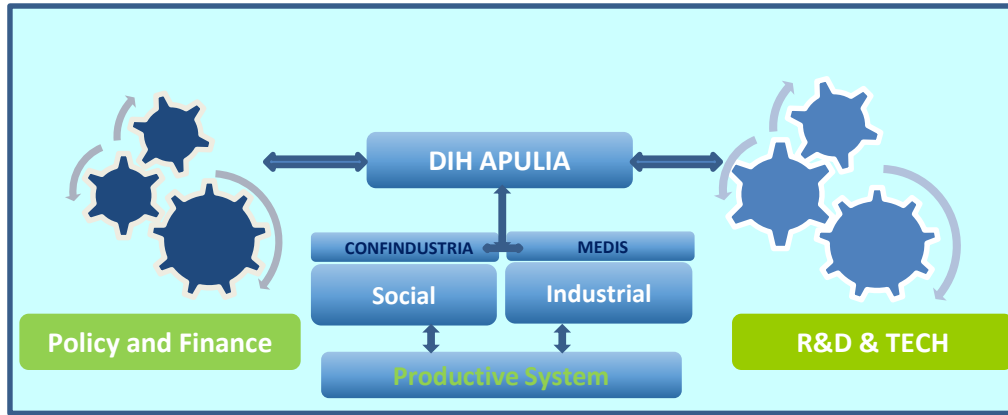 DIH APULIA
CONFINDUSTRIA
MEDIS
Social
Industrial
Policy and Finance
R&D & TECH
Productive System